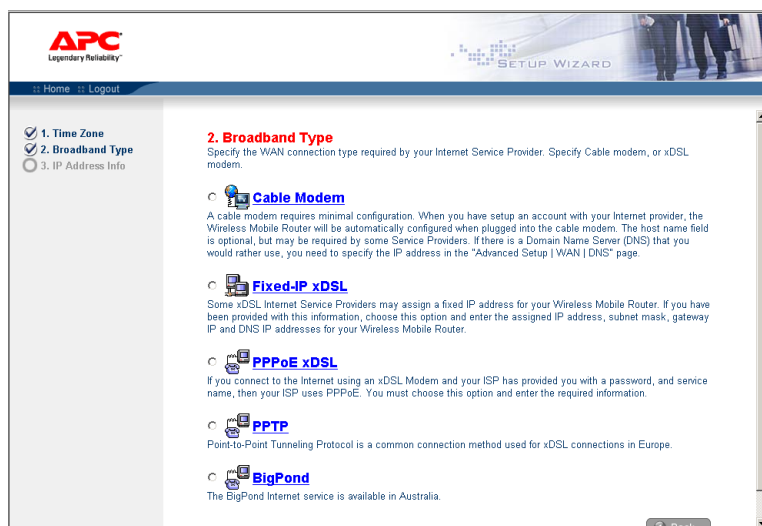 APC
Legendary Reliability™
SETUP WIZARD
:: Home :: Logout
1. Time Zone
2. Broadband Type
3. IP Address Info
2. Broadband Type
Specify the WAN connection type required by your Internet Service Provider. Specify Cable modem, or xDSL
modem.
Cable Modem
A cable modem requires minimal configuration. When you have setup an account with your Internet provider, the
Wireless Mobile Router will be automatically configured when plugged into the cable modem. The host name field
is optional, but may be required by some Service Providers. If there is a Domain Name Server (DNS) that you
would rather use, you need to specify the IP address in the "Advanced Setup | WAN | DNS" page.
Fixed-IP xDSL
Some xDSL Internet Service Providers may assign a fixed IP address for your Wireless Mobile Router. If you have
been provided with this information, choose this option and enter the assigned IP address, subnet mask, gateway
IP and DNS IP addresses for your Wireless Mobile Router.
PPPoE xDSL
If you connect to the Internet using an xDSL Modem and your ISP has provided you with a password, and service
name, then your ISP uses PPPoE. You must choose this option and enter the required information.
PPTP
Point-to-Point Tunneling Protocol is a common connection method used for xDSL connections in Europe.
BigPond
The BigPond Internet service is available in Australia.